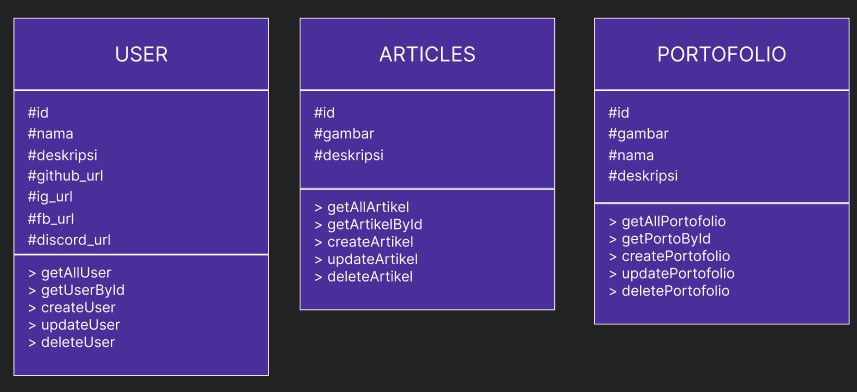 USER
#id
#nama
#deskripsi
#github_url
#ig_url
#fb_url
#discord_url
> getAllUser
> getUserById
> createUser
> updateUser
> deleteUser
ARTICLES
#id
#gambar
#deskripsi
> getAllArtikel
> getArtikelById
> createArtikel
> updateArtikel
> deleteArtikel
PORTOFOLIO
#id
#gambar
#nama
#deskripsi
> getAllPortofolio
> getPortoById
> createPortofolio
> updatePortofolio
> deletePortofolio